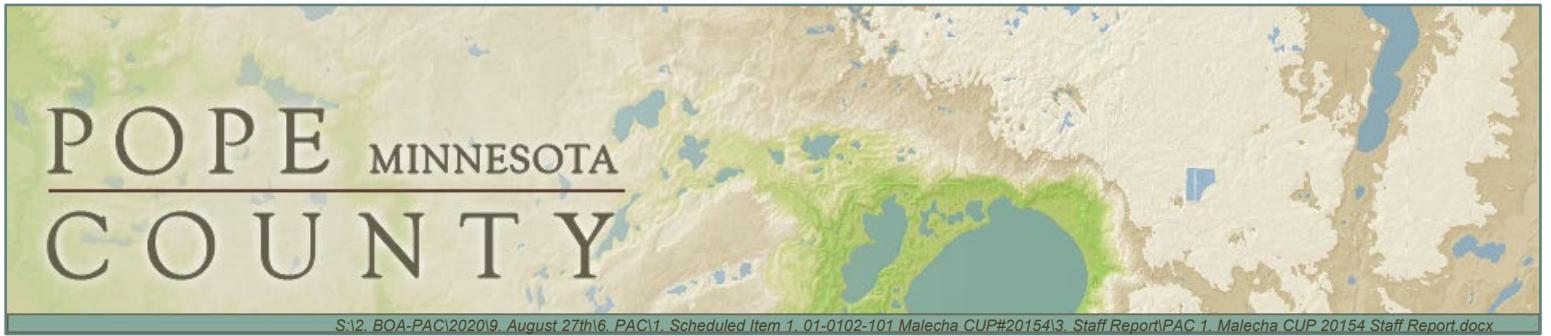 POPE MINNESOTA
COUNTY
S:\2. BOA-PAC\2020\9. August 27th\6. PAC\1. Scheduled Item 1. 01-0102-101 Malecha CUP#20154\3. Staff Report\PAC 1. Malecha CUP 20154 Staff Report.docx